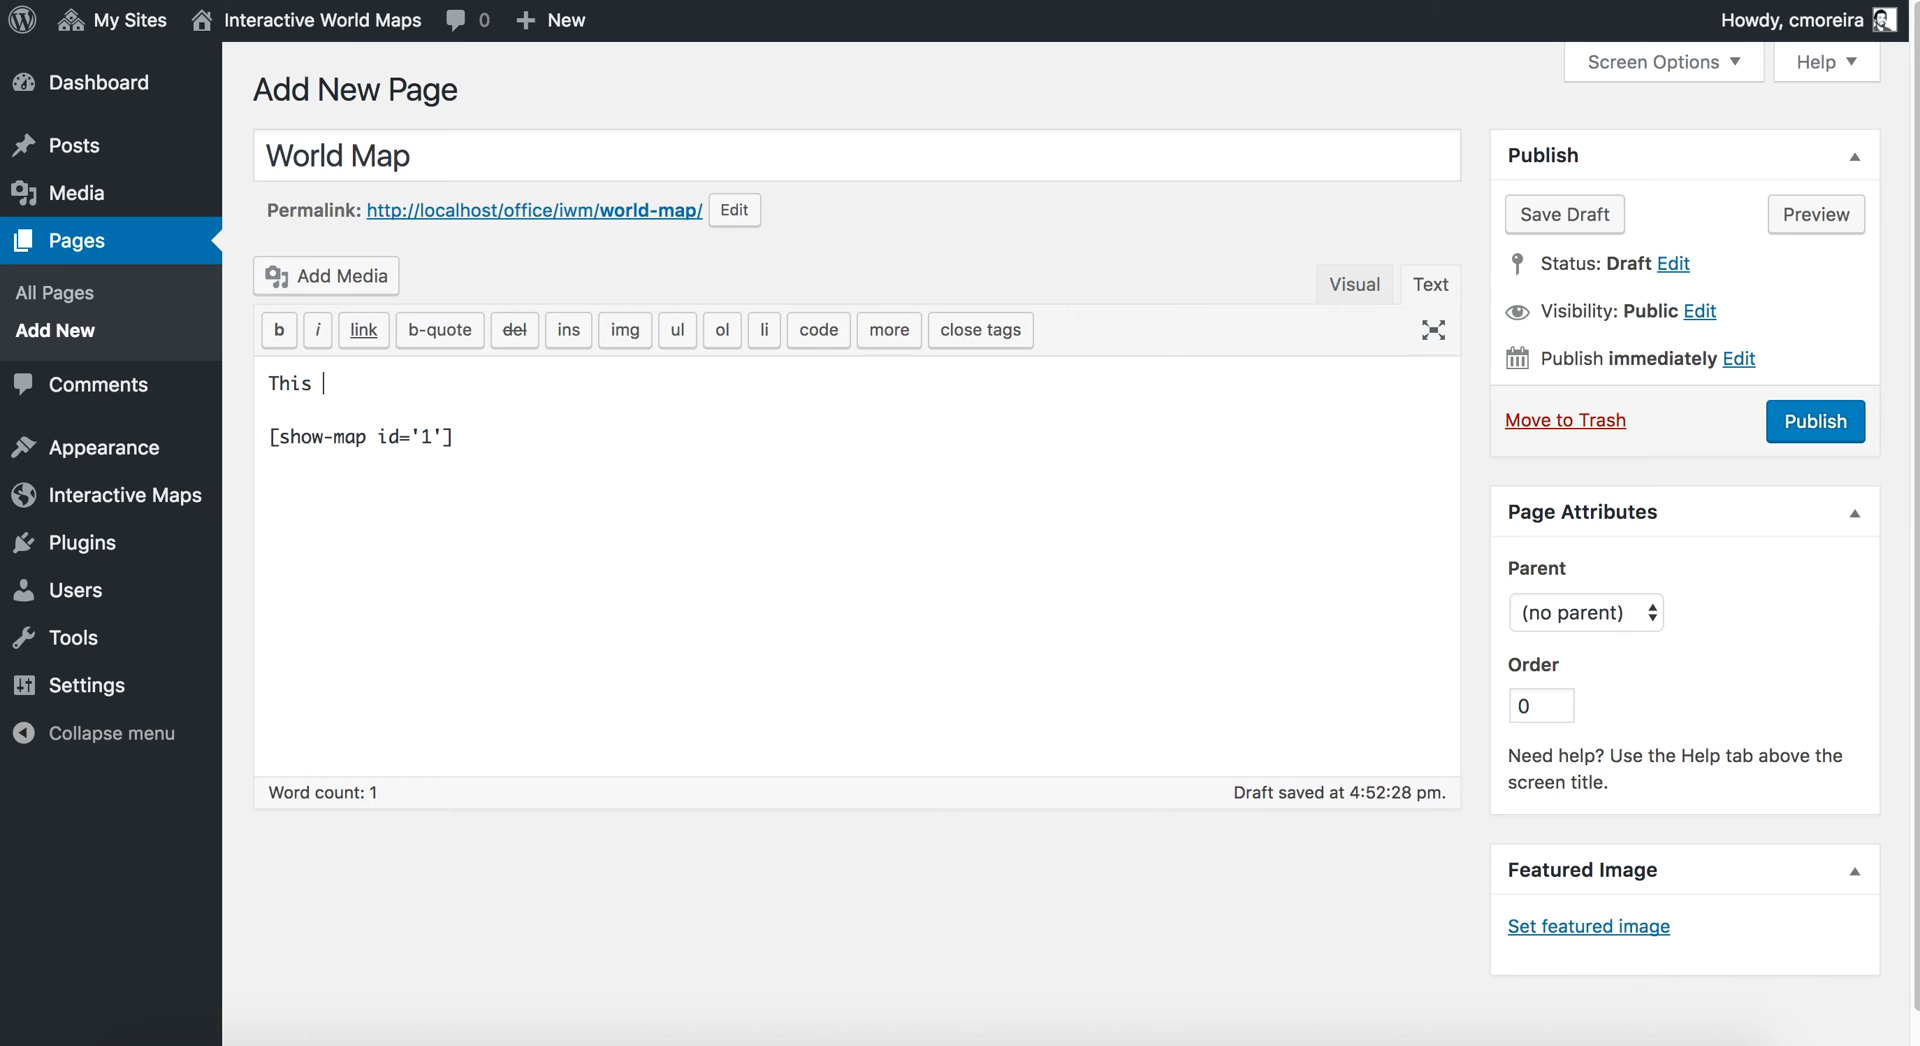 My Sites
Interactive World Maps
0
New
Howdy, cmoreira
Dashboard
Posts
Media
Pages
All Pages
Add New
Comments
Appearance
Interactive Maps
Plugins
Users
Tools
Settings
Collapse menu
Screen Options
Help
Add New Page
World Map
Permalink: http://localhost/office/iwm/world-map/ Edit
Add Media
Visual Text
b i link b-quote del ins img ul ol li code more close tags
This
[show-map id='1']
Word count: 1
Draft saved at 4:52:28 pm.
Publish
Save Draft
Preview
Status: Draft Edit
Visibility: Public Edit
Publish immediately Edit
Move to Trash
Publish
Page Attributes
Parent
(no parent)
Order
0
Need help? Use the Help tab above the
screen title.
Featured Image
Set featured image